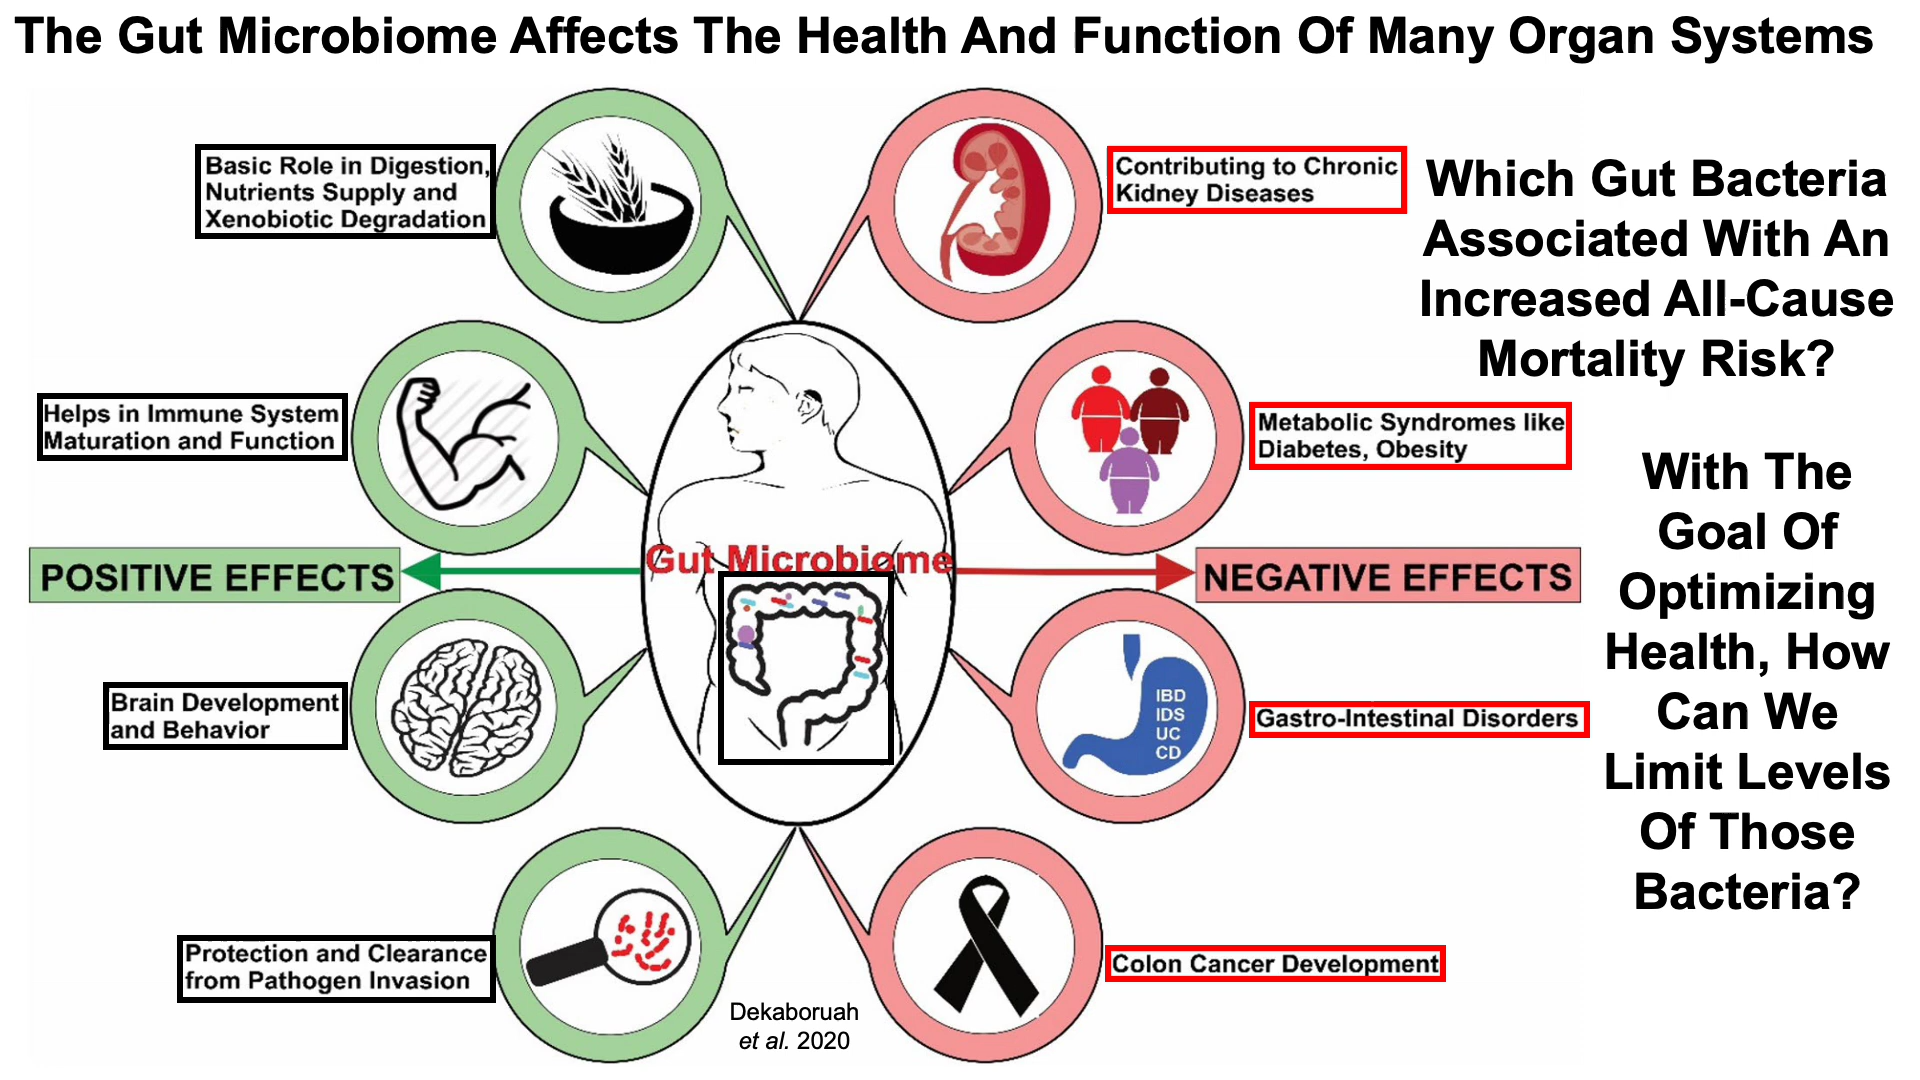 The Gut Microbiome Affects The Health And Function Of Many Organ Systems
Basic Role in Digestion,
Nutrients Supply and
Xenobiotic Degradation
Contributing to Chronic
Kidney Diseases
Which Gut Bacteria
Associated With An
Increased All-Cause
Mortality Risk?
Helps in Immune System
Maturation and Function
Metabolic Syndromes like
Diabetes, Obesity
With The
Goal Of
Optimizing
Health, How
Can We
Limit Levels
Of Those
Bacteria?
Gut Microbiome
POSITIVE EFFECTS
NEGATIVE EFFECTS
Brain Development
and Behavior
IBD
IDS
UC
CD
Gastro-Intestinal Disorders
Protection and Clearance
from Pathogen Invasion
Colon Cancer Development
Dekaboruah
et al. 2020